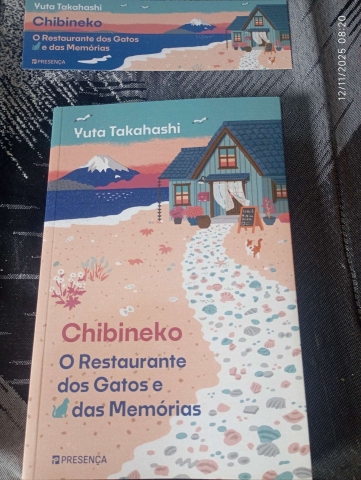 Yuta Takahashi
Chibineko
O Restaurante dos Gatos
e das Memórias
PRESENÇA
12/11/2025 08:20
Yuta Takahashi
Chibineko
O Restaurante
dos Gatos e
das Memórias
PRESENÇA